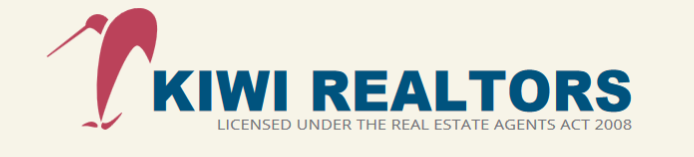 KIWI REALTORS
LICENSED UNDER THE REAL ESTATE AGENTS ACT 2008